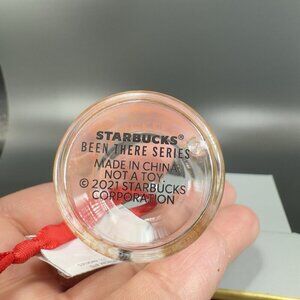 STARBUCKS®
BEEN THERE SERIES
MADE IN CHINA.
NOT A TOY.
© 2021 STARBUCKS
CORPORATION